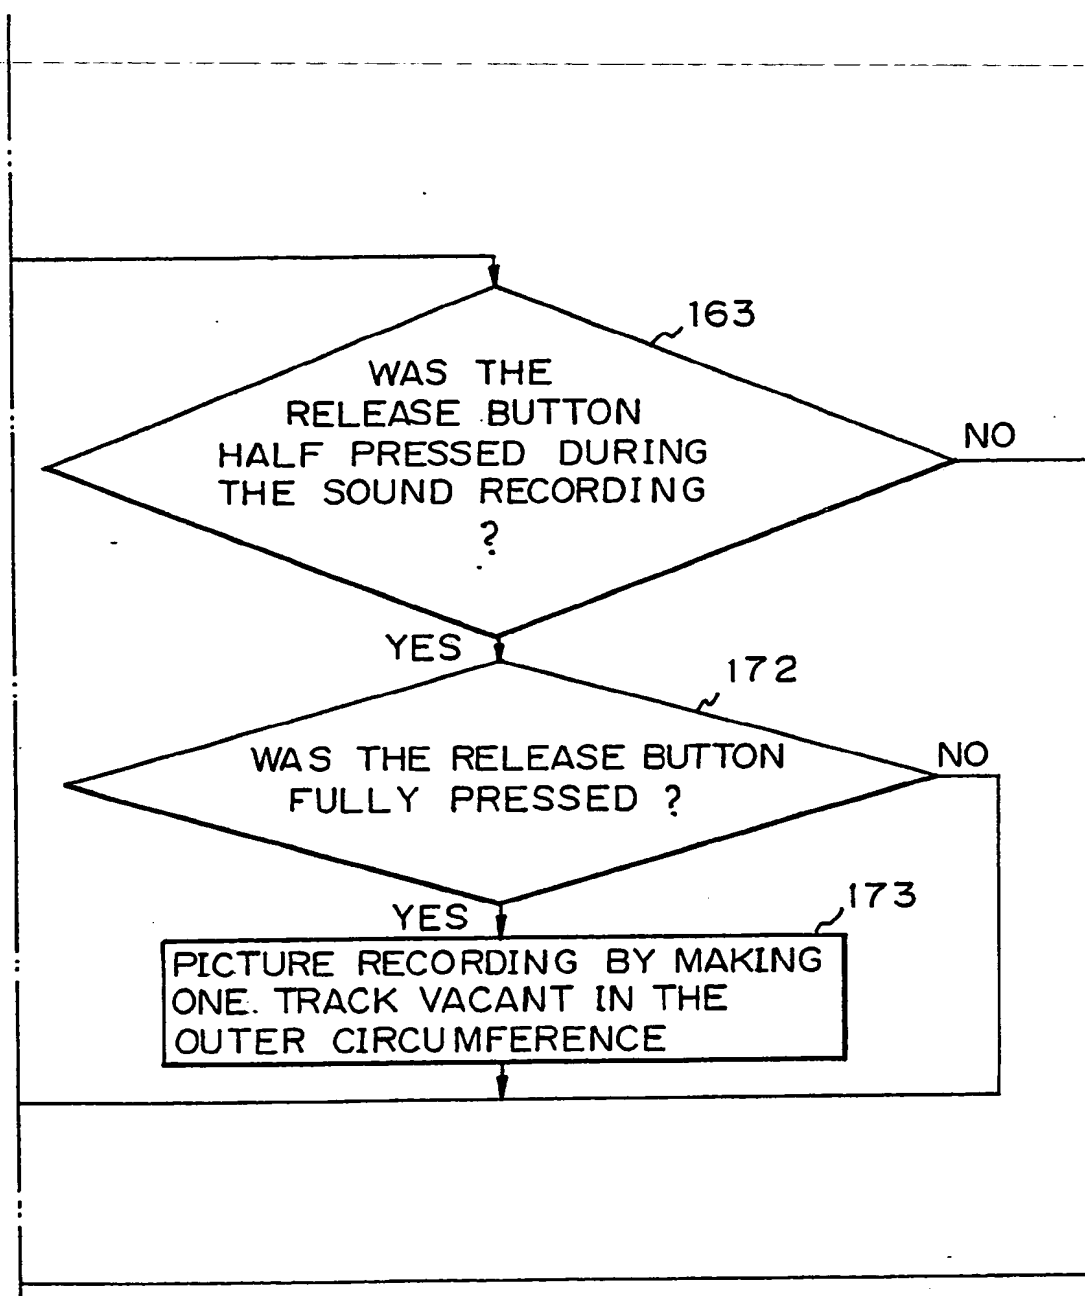 163
WAS THE
RELEASE BUTTON
HALF PRESSED DURING
THE SOUND RECORDING
?
NO
YES
172
WAS THE RELEASE BUTTON
FULLY PRESSED ?
NO
YES
173
PICTURE RECORDING BY MAKING
ONE. TRACK VACANT IN THE
OUTER CIRCUMFERENCE